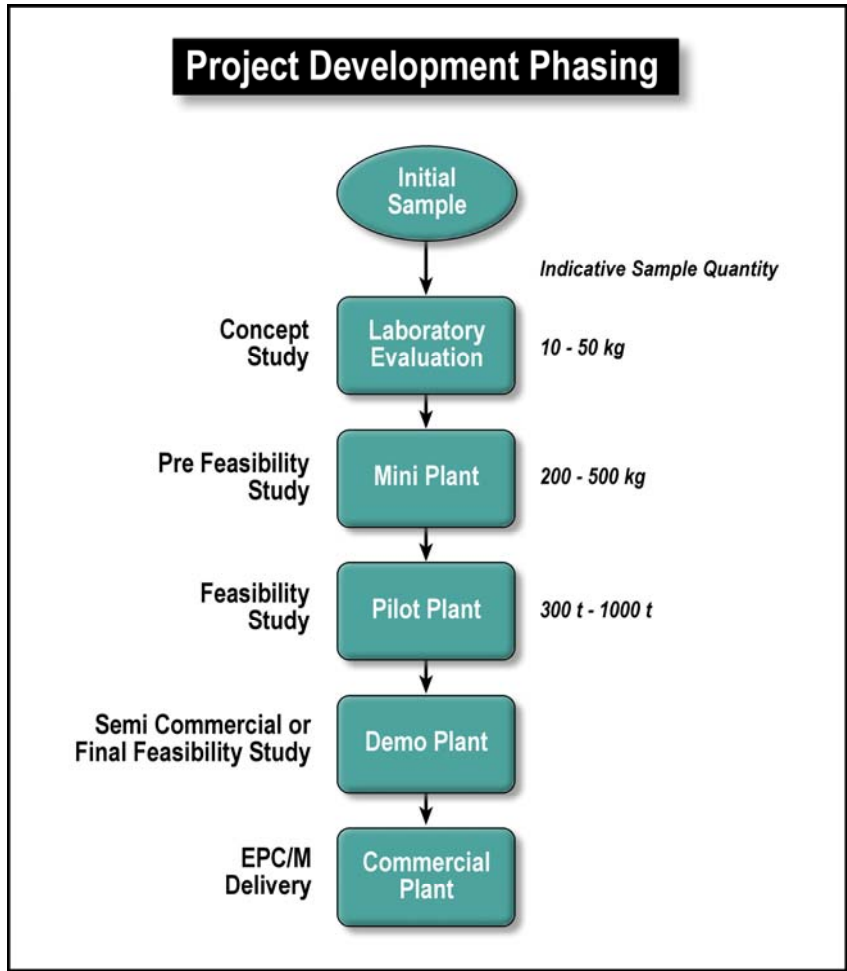 Project Development Phasing
Initial
Sample
Indicative Sample Quantity
Concept
Study
Laboratory
Evaluation
10 - 50 kg
Pre Feasibility
Study
Mini Plant
200 - 500 kg
Feasibility
Study
Pilot Plant
300 t - 1000 t
Semi Commercial or
Final Feasibility Study
Demo Plant
EPC/M
Delivery
Commercial
Plant